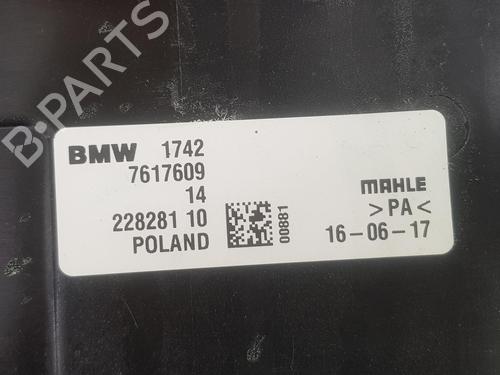 B-PARTS
BMW 1742
7617609
14
228281 10
POLAND
00881
MAHLE
>PA<
16-06-17